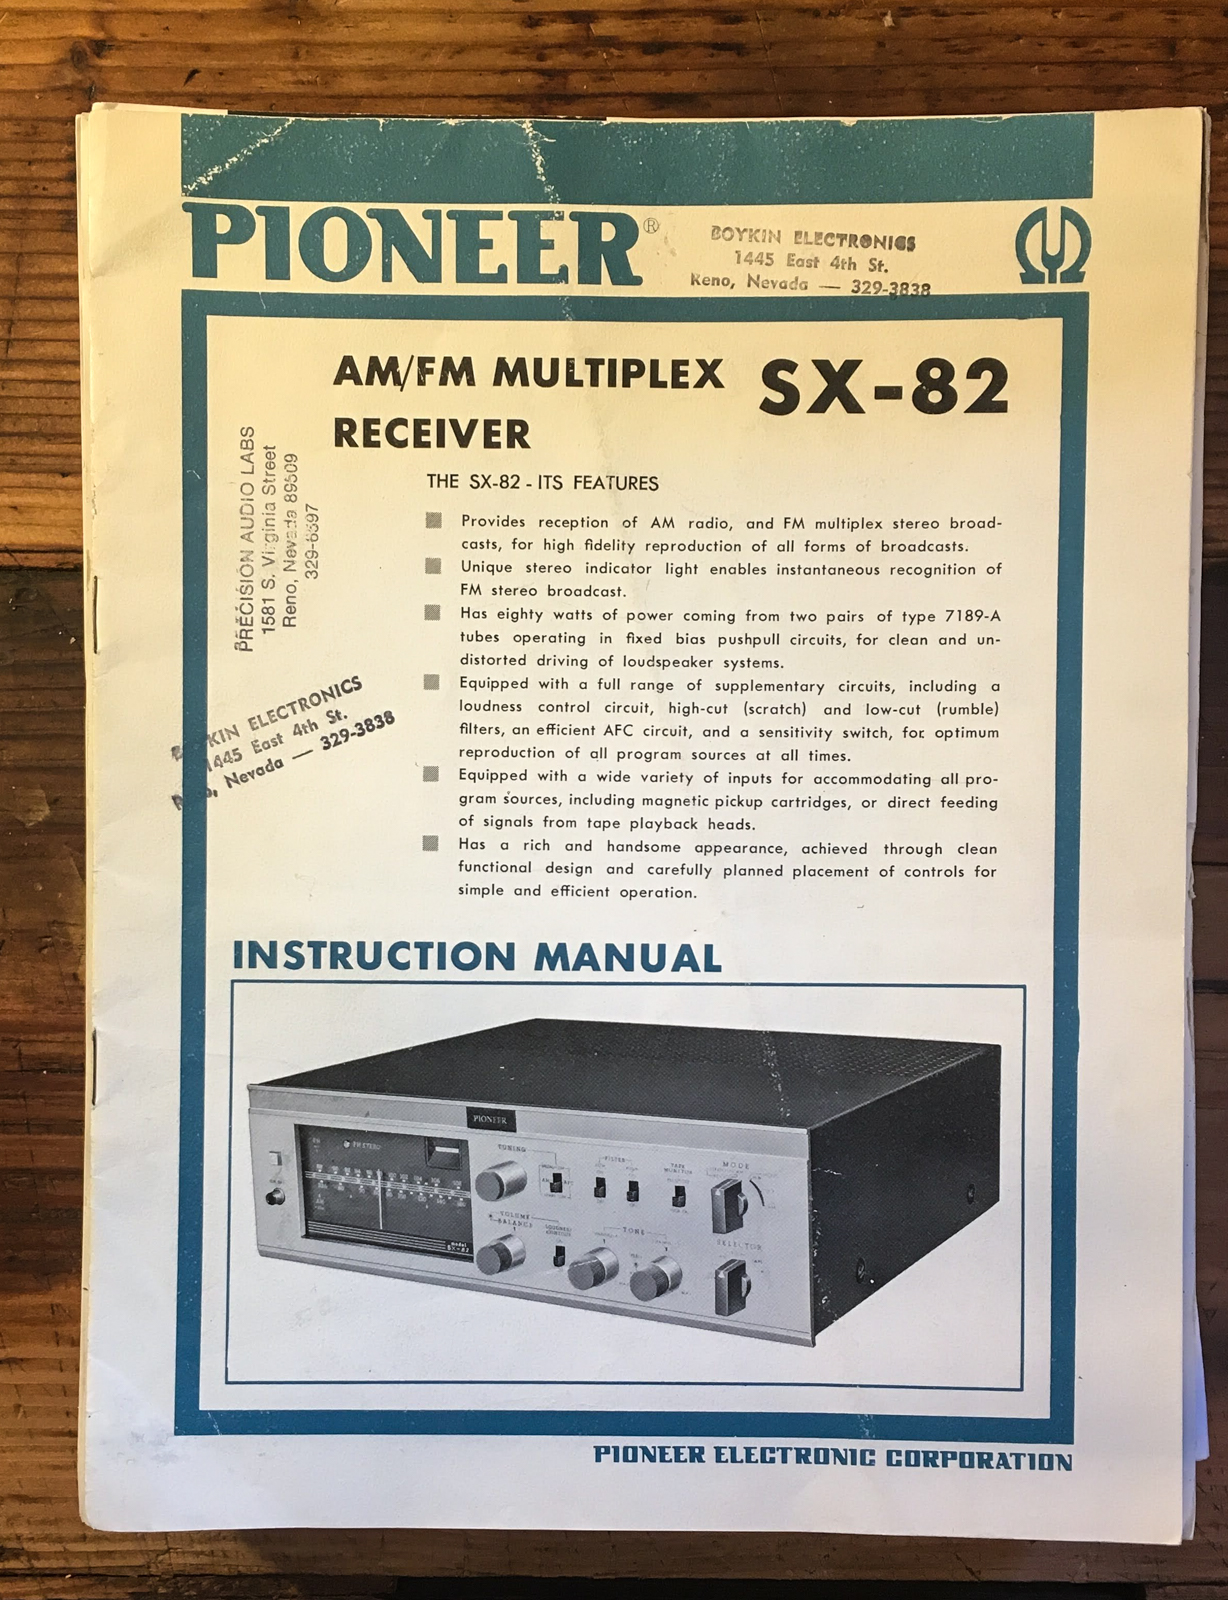 PIONEER®
BOYKIN ELECTRONICS
1445 East 4th St.
Reno, Nevada — 329-3838
AM/FM MULTIPLEX
RECEIVER
SX-82
THE SX-82 - ITS FEATURES
Provides reception of AM radio, and FM multiplex stereo broad-
casts, for high fidelity reproduction of all forms of broadcasts.
Unique stereo indicator light enables instantaneous recognition of
FM stereo broadcast.
Has eighty watts of power coming from two pairs of type 7189-A
tubes operating in fixed bias pushpull circuits, for clean and un-
distorted driving of loudspeaker systems.
Equipped with a full range of supplementary circuits, including a
loudness control circuit, high-cut (scratch) and low-cut (rumble)
filters, an efficient AFC circuit, and a sensitivity switch, for optimum
reproduction of all program sources at all times.
Equipped with a wide variety of inputs for accommodating all pro-
gram sources, including magnetic pickup cartridges, or direct feeding
of signals from tape playback heads.
Has a rich and handsome appearance, achieved through clean
functional design and carefully planned placement of controls for
simple and efficient operation.
PRECISION AUDIO LABS
1581 S. Virginia Street
Reno, Nevada 89509
329-6397
ELECTRONICS
1445 East 4th St.
Nevada — 329-3838
INSTRUCTION MANUAL
PIONEER
FM STEREO
TUNING
FILTER
TAPE
MONITOR
MODE
VOLUME
BALANCE
TONE
SELECTOR
model
SX-82
PIONEER ELECTRONIC CORPORATION